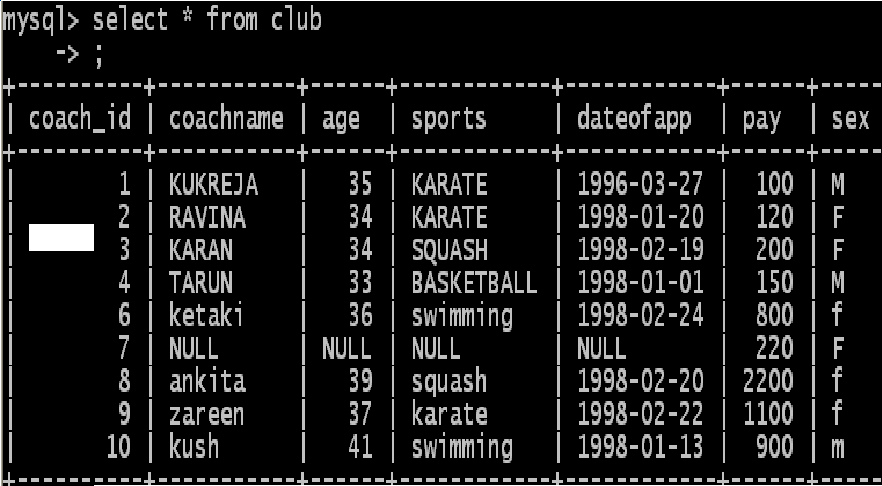 mysql> select * from club
-> ;
+----------+-----------+------+------------+------------+------+-----
| coach_id | coachname | age | sports | dateofapp | pay | sex
+----------+-----------+------+------------+------------+------+-----
| 1 | KUKREJA | 35 | KARATE | 1996-03-27 | 100 | M
| 2 | RAVINA | 34 | KARATE | 1998-01-20 | 120 | F
| 3 | KARAN | 34 | SQUASH | 1998-02-19 | 200 | F
| 4 | TARUN | 33 | BASKETBALL | 1998-01-01 | 150 | M
| 6 | ketaki | 36 | swimming | 1998-02-24 | 800 | f
| 7 | NULL | NULL | NULL | NULL | 220 | F
| 8 | ankita | 39 | squash | 1998-02-20 | 2200 | f
| 9 | zareen | 37 | karate | 1998-02-22 | 1100 | f
| 10 | kush | 41 | swimming | 1998-01-13 | 900 | m
+----------+-----------+------+------------+------------+------+-----